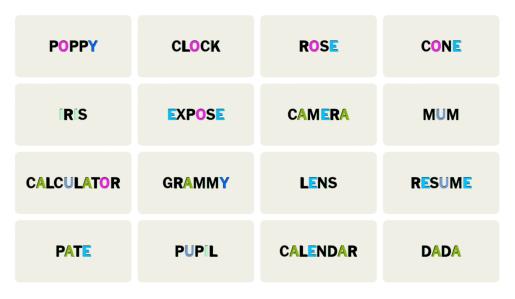 POPPY
CLOCK
ROSE
CONE
IRIS
EXPOSE
CAMERA
MUM
CALCULATOR
GRAMMY
LENS
RESUME
PATE
PUPIL
CALENDAR
DADA